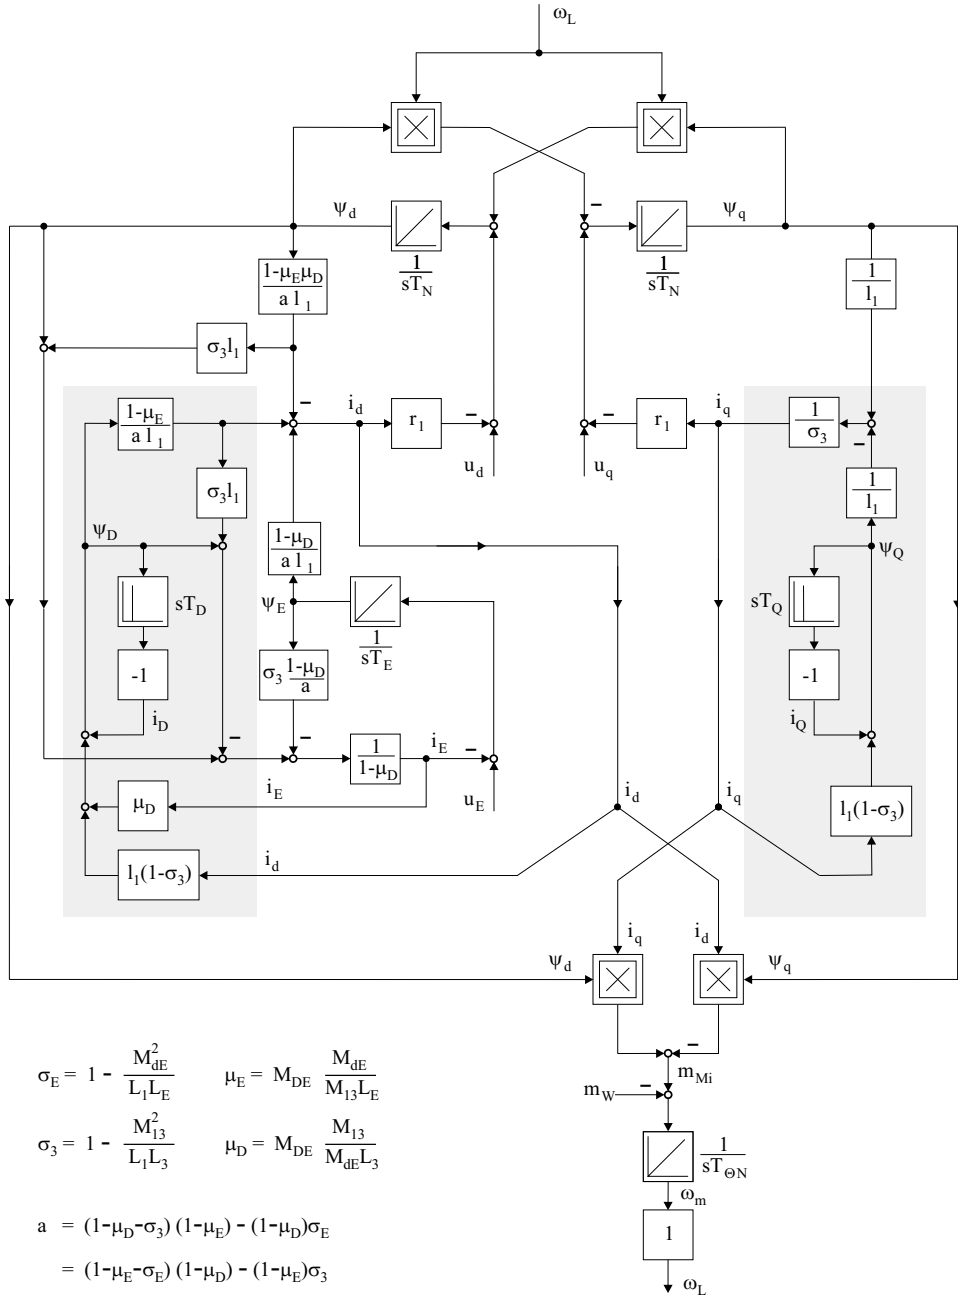 ω_L
ψ_d
ψ_q
1/(sT_N)
1/(sT_N)
(1-μ_Eμ_D)/(a l_1)
1/l_1
σ_3l_1
(1-μ_E)/(a l_1)
i_d
r_1
r_1
i_q
1/σ_3
u_d
u_q
σ_3l_1
1/l_1
ψ_D
(1-μ_D)/(a l_1)
ψ_Q
sT_D
ψ_E
1/(sT_E)
sT_Q
-1
σ_3 (1-μ_D)/a
-1
i_D
i_Q
1/(1-μ_D)
i_E
μ_D
i_E
u_E
i_d
i_q
l_1(1-σ_3)
l_1(1-σ_3)
i_d
i_q
i_d
ψ_d
ψ_q
m_Mi
m_W
1/(sT_ΘN)
ω_m
1
ω_L
σ_E = 1 - M_dE^2/(L_1L_E)
μ_E = M_DE M_dE/(M_13L_E)
σ_3 = 1 - M_13^2/(L_1L_3)
μ_D = M_DE M_13/(M_dEL_3)
a = (1-μ_D-σ_3) (1-μ_E) - (1-μ_D)σ_E
= (1-μ_E-σ_E) (1-μ_D) - (1-μ_E)σ_3